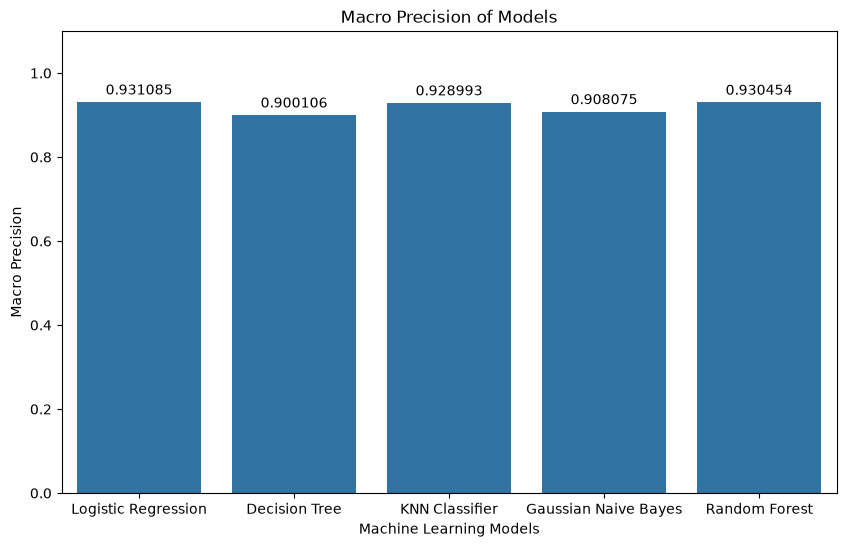 Macro Precision of Models
Macro Precision
1.0
0.8
0.6
0.4
0.2
0.0
0.931085
0.900106
0.928993
0.908075
0.930454
Logistic Regression
Decision Tree
KNN Classifier
Gaussian Naive Bayes
Random Forest
Machine Learning Models